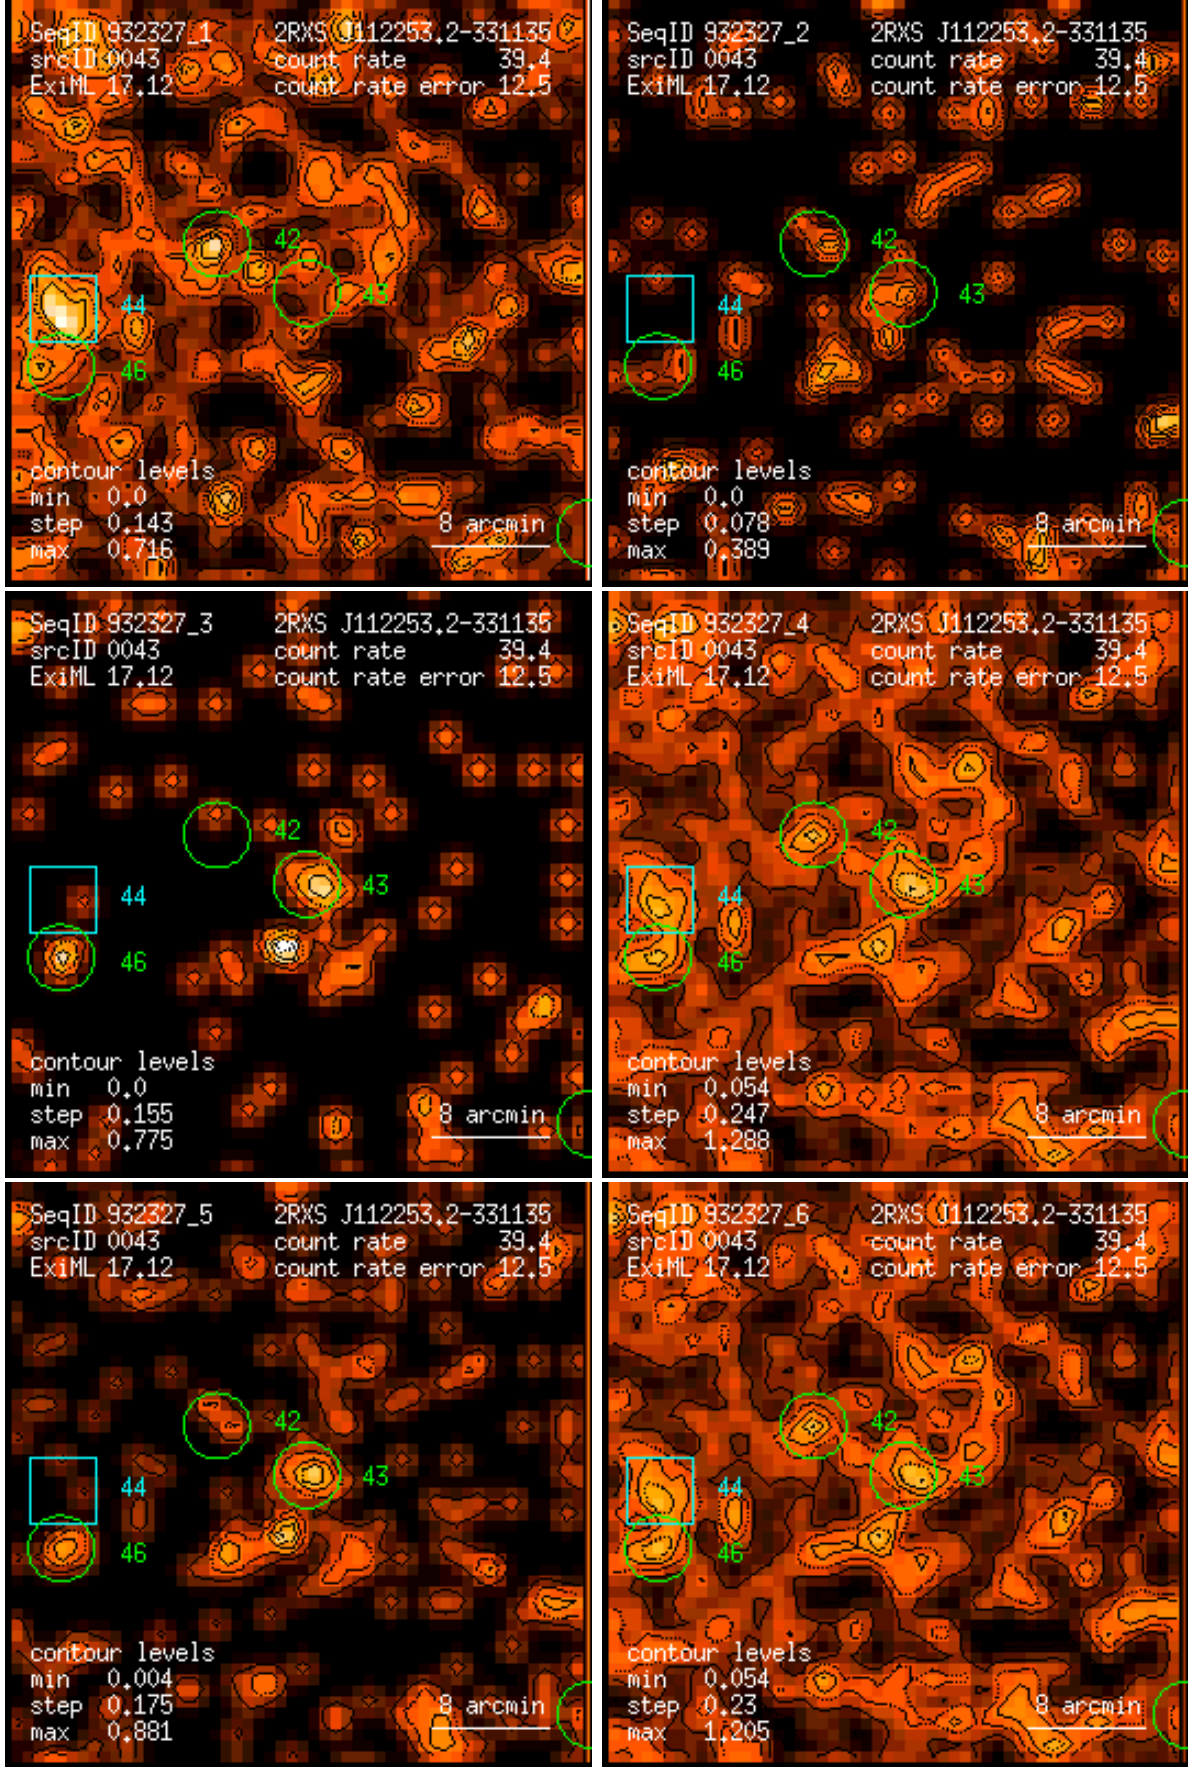 SeqID 932327_1 2RXS J112253.2-331135
srcID 0043 count rate 39.4
ExiML 17.12 count rate error 12.5
42
43
44
46
contour levels
min 0.0
step 0.143 8 arcmin
max 0.716
SeqID 932327_2 2RXS J112253.2-331135
srcID 0043 count rate 39.4
ExiML 17.12 count rate error 12.5
42
43
44
46
contour levels
min 0.0
step 0.078 8 arcmin
max 0.389
SeqID 932327_3 2RXS J112253.2-331135
srcID 0043 count rate 39.4
ExiML 17.12 count rate error 12.5
42
43
44
46
contour levels
min 0.0
step 0.155 8 arcmin
max 0.775
SeqID 932327_4 2RXS J112253.2-331135
srcID 0043 count rate 39.4
ExiML 17.12 count rate error 12.5
42
43
44
46
contour levels
min 0.054
step 0.247 8 arcmin
max 1.288
SeqID 932327_5 2RXS J112253.2-331135
srcID 0043 count rate 39.4
ExiML 17.12 count rate error 12.5
42
43
44
46
contour levels
min 0.004
step 0.175 8 arcmin
max 0.881
SeqID 932327_6 2RXS J112253.2-331135
srcID 0043 count rate 39.4
ExiML 17.12 count rate error 12.5
42
43
44
46
contour levels
min 0.054
step 0.23 8 arcmin
max 1.205